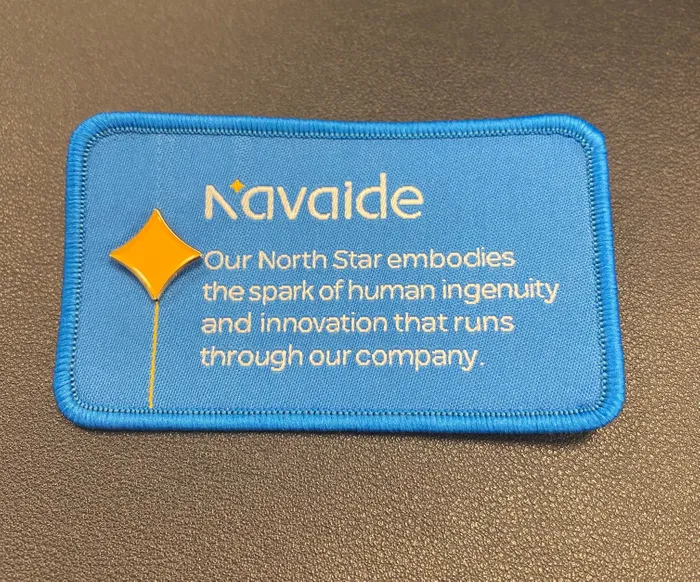 Navaide
Our North Star embodies
the spark of human ingenuity
and innovation that runs
through our company.